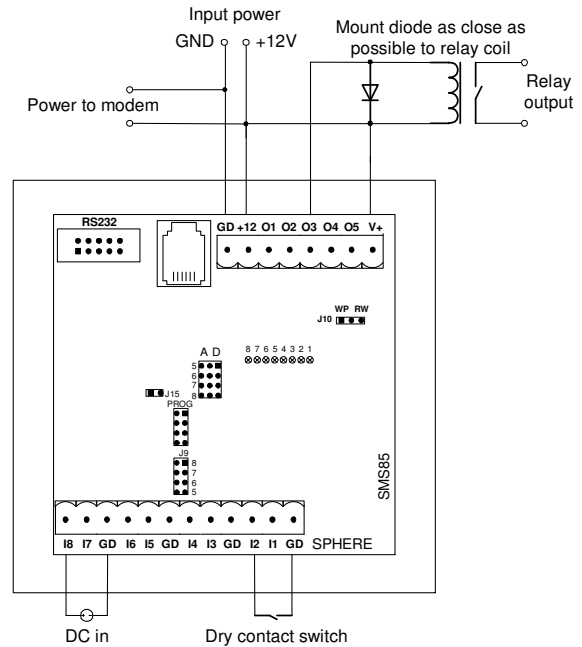 Input power
GND +12V
Mount diode as close as
possible to relay coil
Power to modem
Relay
output
RS232
GD +12 O1 O2 O3 O4 O5 V+
WP RW
J10
8 7 6 5 4 3 2 1
A D
5
6
7
8
J15
PROG
J9
8
7
6
5
SMS85
I8 I7 GD I6 I5 GD I4 I3 GD I2 I1 GD
SPHERE
DC in
Dry contact switch